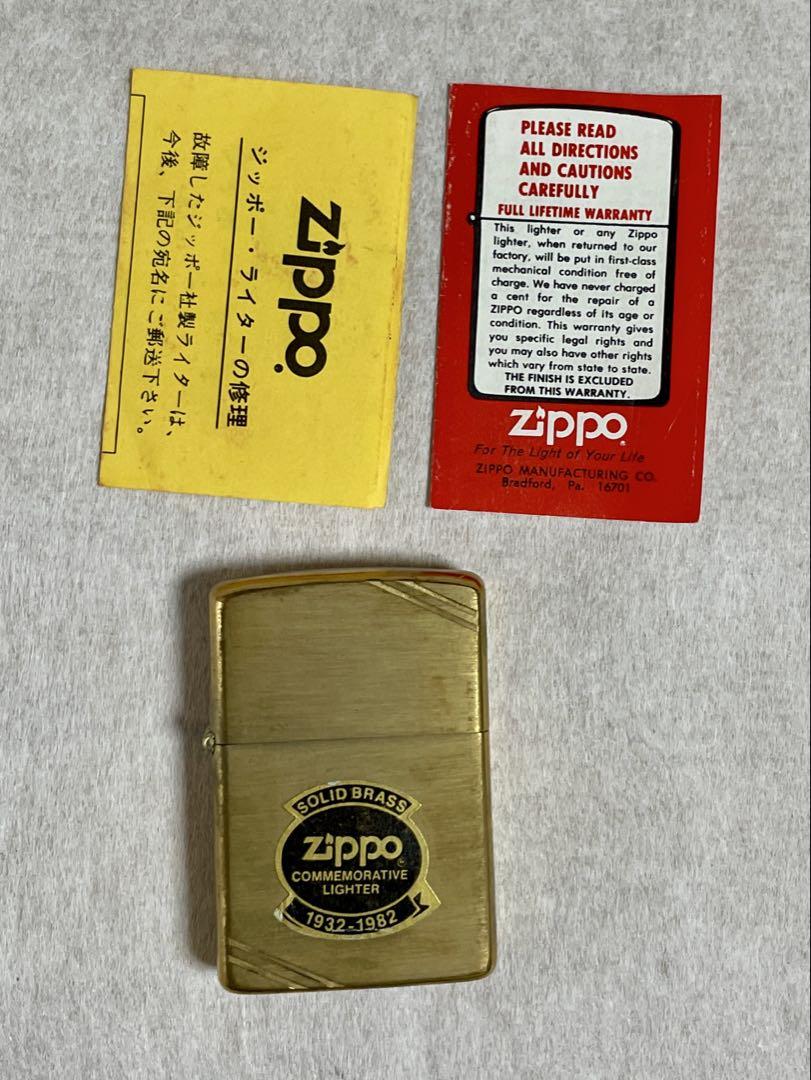 Zippo
ジッポー・ライターの修理
故障したジッポー社製ライターは、
今後、下記の宛名にご郵送下さい。
PLEASE READ
ALL DIRECTIONS
AND CAUTIONS
CAREFULLY
FULL LIFETIME WARRANTY
This lighter or any Zippo
lighter, when returned to our
factory, will be put in first-class
mechanical condition free of
charge. We have never charged
a cent for the repair of a
ZIPPO regardless of its age or
condition. This warranty gives
you specific legal rights and
you may also have other rights
which vary from state to state.
THE FINISH IS EXCLUDED
FROM THIS WARRANTY.
Zippo
For The Light of Your Life
ZIPPO MANUFACTURING CO.
Bradford, Pa. 16701
SOLID BRASS
Zippo
COMMEMORATIVE
LIGHTER
1932-1982